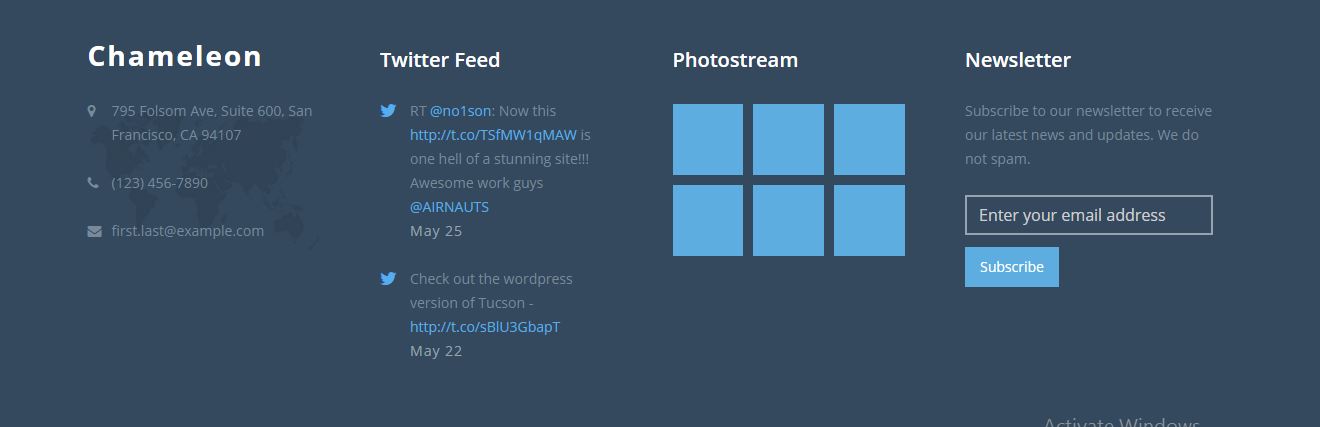 Chameleon
795 Folsom Ave, Suite 600, San
Francisco, CA 94107
(123) 456-7890
first.last@example.com
Twitter Feed
RT @no1son: Now this
http://t.co/TSfMW1qMAW is
one hell of a stunning site!!!
Awesome work guys
@AIRNAUTS
May 25
Check out the wordpress
version of Tucson -
http://t.co/sBlU3GbapT
May 22
Photostream
Newsletter
Subscribe to our newsletter to receive
our latest news and updates. We do
not spam.
Enter your email address
Subscribe
Activate Windows